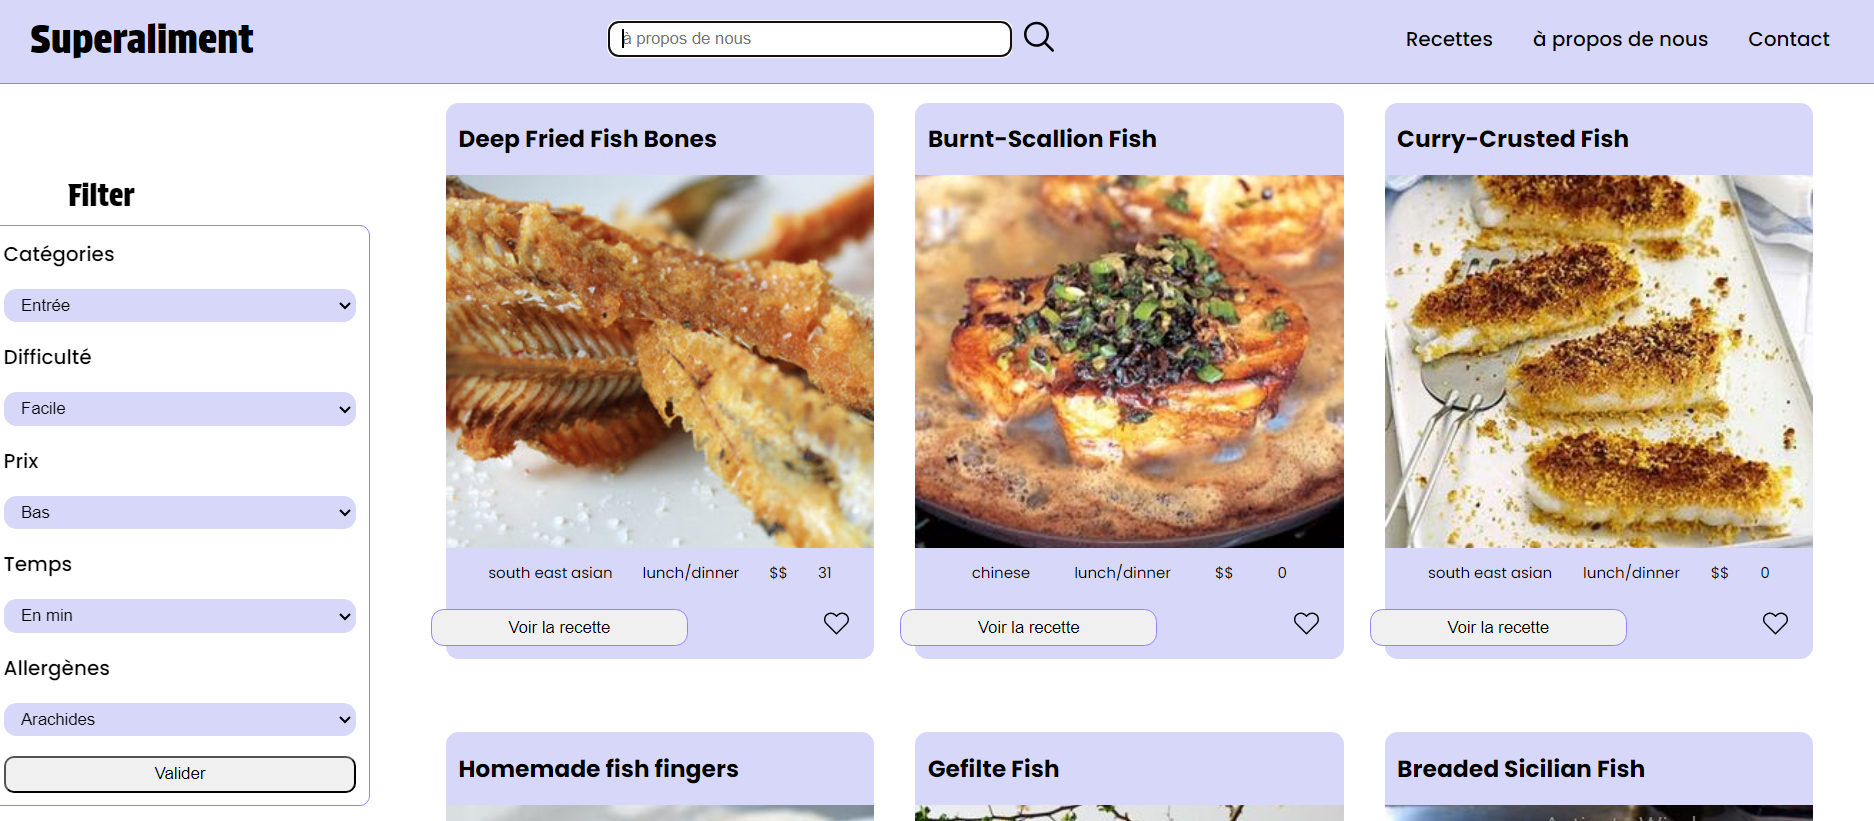 Superaliment
à propos de nous
Recettes à propos de nous Contact
Filter
Catégories
Entrée
Difficulté
Facile
Prix
Bas
Temps
En min
Allergènes
Arachides
Valider
Deep Fried Fish Bones
south east asian lunch/dinner $$ 31
Voir la recette
Burnt-Scallion Fish
chinese lunch/dinner $$ 0
Voir la recette
Curry-Crusted Fish
south east asian lunch/dinner $$ 0
Voir la recette
Homemade fish fingers
Gefilte Fish
Breaded Sicilian Fish